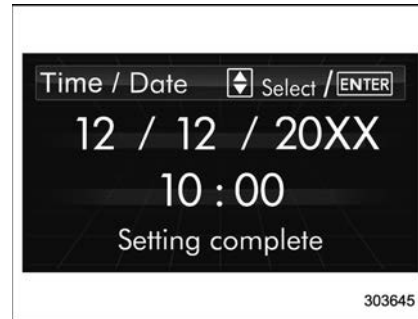 Time / Date Select / ENTER
12 / 12 / 20XX
10 : 00
Setting complete
303645